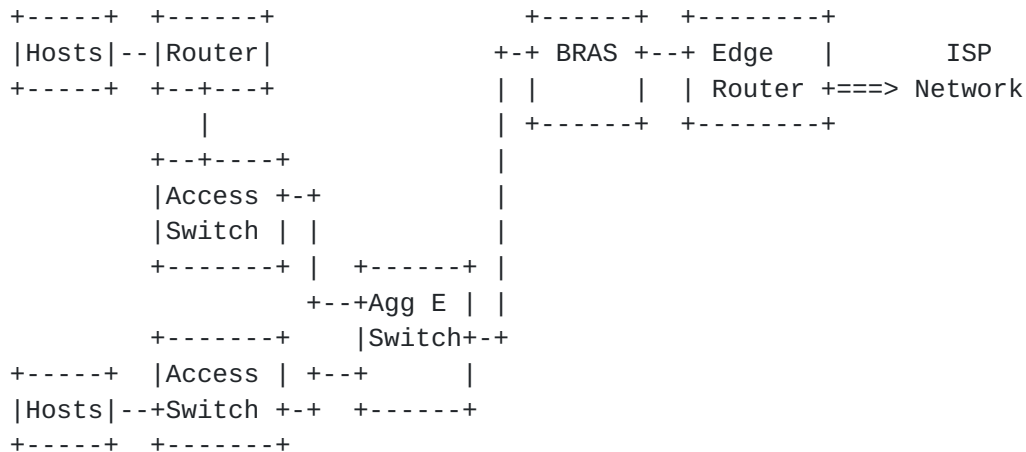 +-----+  +------+                 +------+  +--------+
|Hosts|--|Router|               +-+ BRAS +--+ Edge   |       ISP
+-----+  +--+---+               | |      |  | Router +===> Network
            |                   | +------+  +--------+
         +--+----+              |
         |Access +-+            |
         |Switch | |            |
         +-------+ |  +------+  |
                   +--+Agg E |  |
         +-------+    |Switch+-+
+-----+  |Access | +--+      |
|Hosts|--+Switch +-+  +------+
+-----+  +-------+